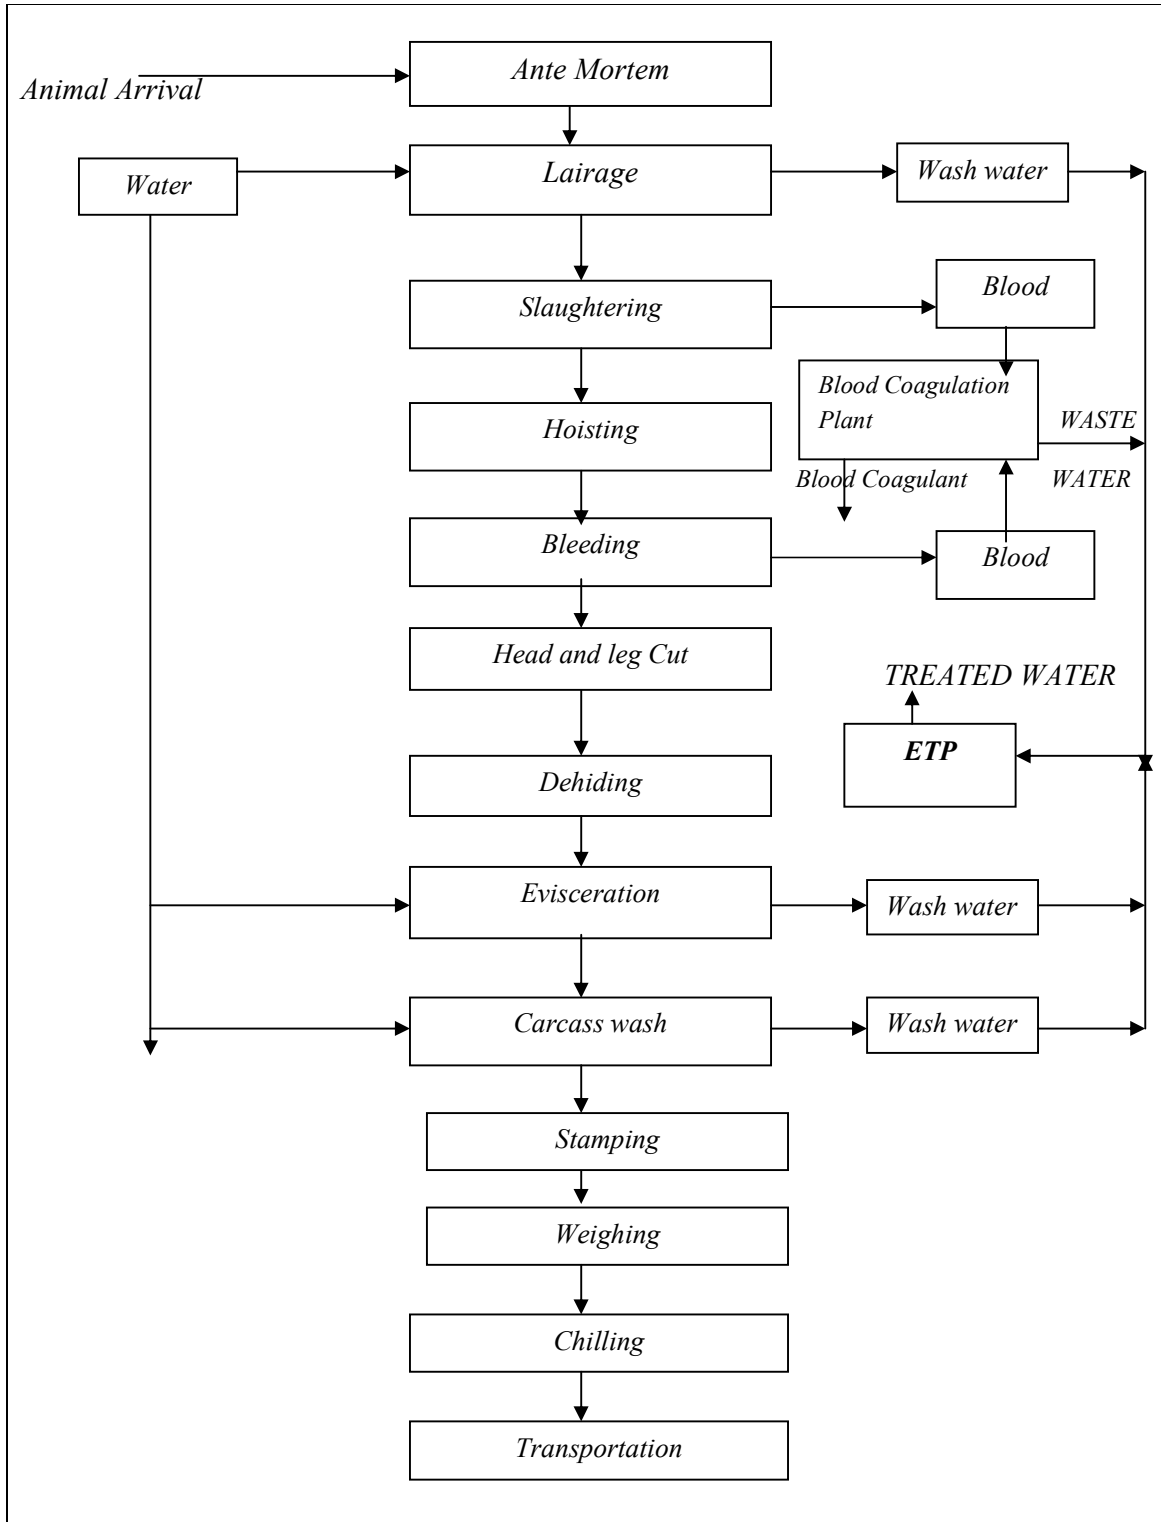 Ante Mortem
Animal Arrival
Water
Lairage
Wash water
Slaughtering
Blood
Blood Coagulation
Plant
WASTE
Hoisting
Blood Coagulant
WATER
Bleeding
Blood
Head and leg Cut
TREATED WATER
ETP
Dehiding
Evisceration
Wash water
Carcass wash
Wash water
Stamping
Weighing
Chilling
Transportation